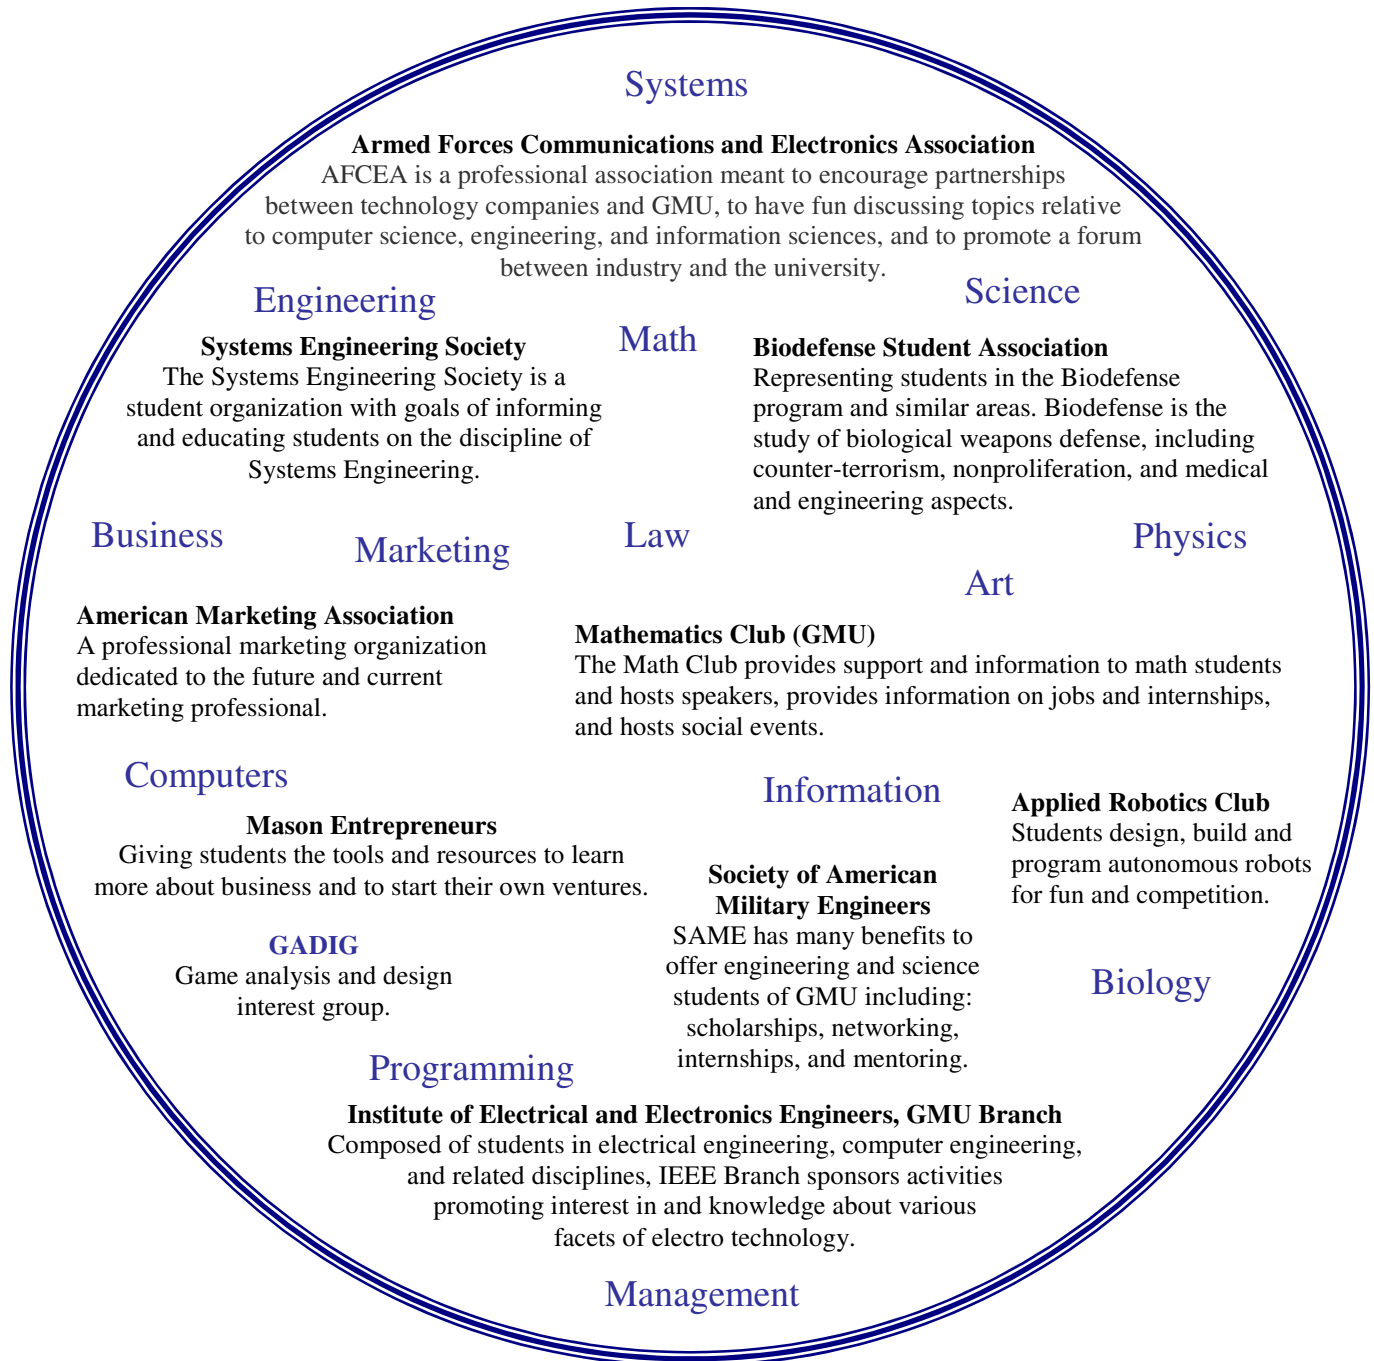 Systems
Armed Forces Communications and Electronics Association
AFCEA is a professional association meant to encourage partnerships
between technology companies and GMU, to have fun discussing topics relative
to computer science, engineering, and information sciences, and to promote a forum
between industry and the university.
Engineering
Science
Math
Systems Engineering Society
The Systems Engineering Society is a
student organization with goals of informing
and educating students on the discipline of
Systems Engineering.
Biodefense Student Association
Representing students in the Biodefense
program and similar areas. Biodefense is the
study of biological weapons defense, including
counter-terrorism, nonproliferation, and medical
and engineering aspects.
Business
Marketing
Law
Physics
Art
American Marketing Association
A professional marketing organization
dedicated to the future and current
marketing professional.
Mathematics Club (GMU)
The Math Club provides support and information to math students
and hosts speakers, provides information on jobs and internships,
and hosts social events.
Computers
Information
Mason Entrepreneurs
Giving students the tools and resources to learn
more about business and to start their own ventures.
Applied Robotics Club
Students design, build and
program autonomous robots
for fun and competition.
Society of American
Military Engineers
SAME has many benefits to
offer engineering and science
students of GMU including:
scholarships, networking,
internships, and mentoring.
GADIG
Game analysis and design
interest group.
Biology
Programming
Institute of Electrical and Electronics Engineers, GMU Branch
Composed of students in electrical engineering, computer engineering,
and related disciplines, IEEE Branch sponsors activities
promoting interest in and knowledge about various
facets of electro technology.
Management